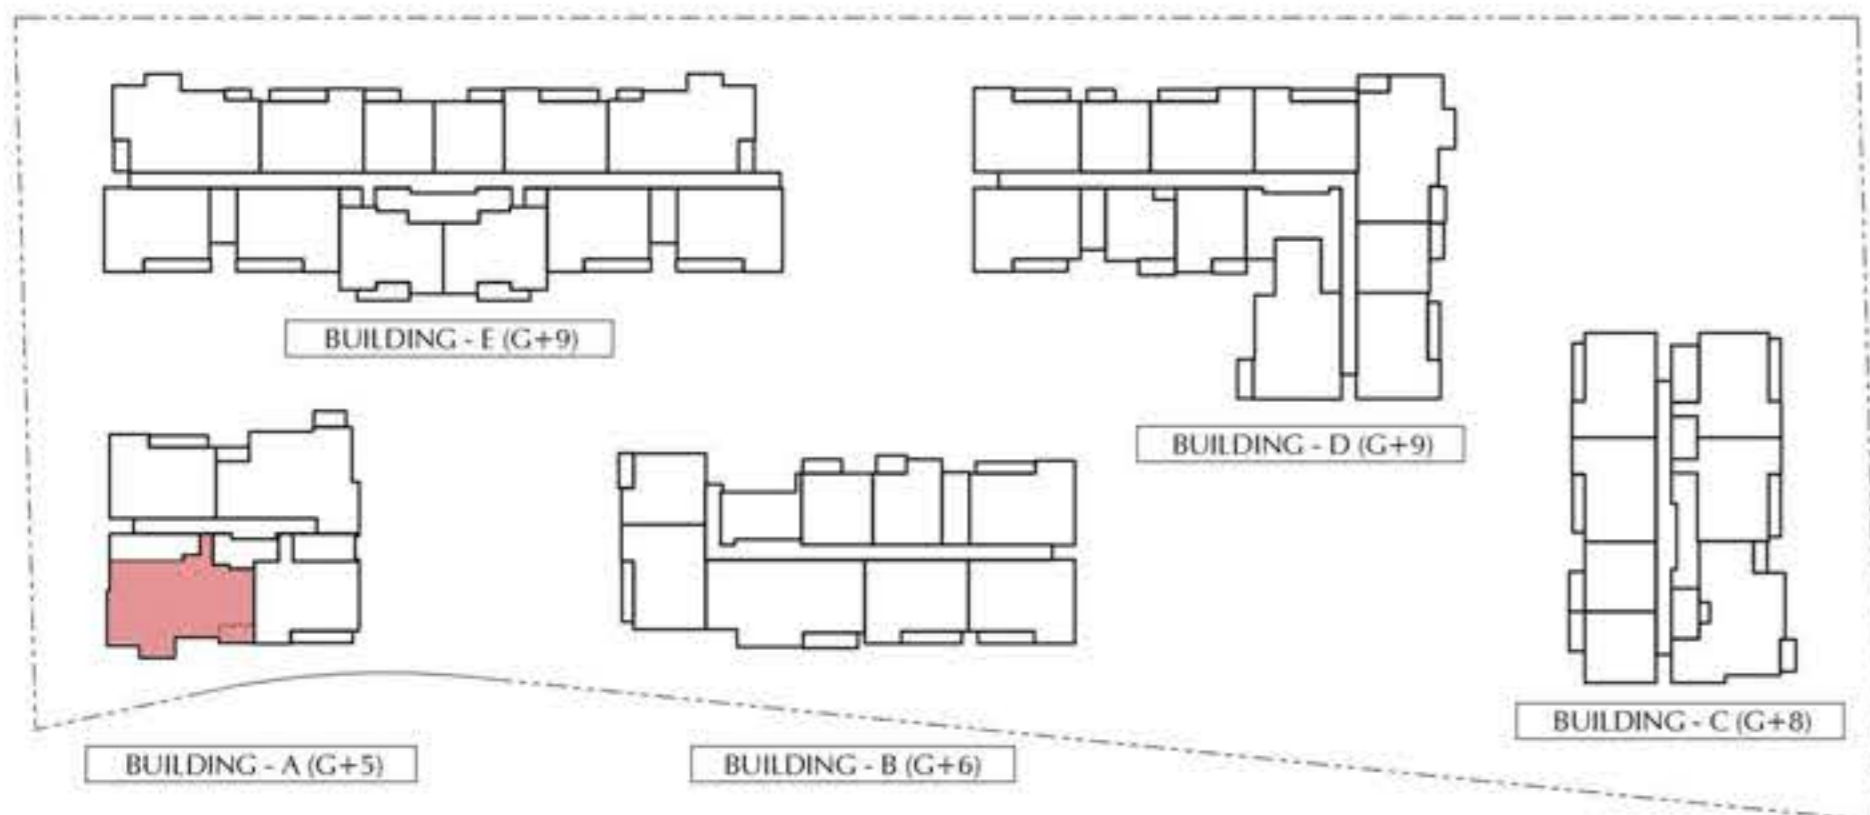 BUILDING - E (G+9)
BUILDING - D (G+9)
BUILDING - C (G+8)
BUILDING - A (G+5)
BUILDING - B (G+6)